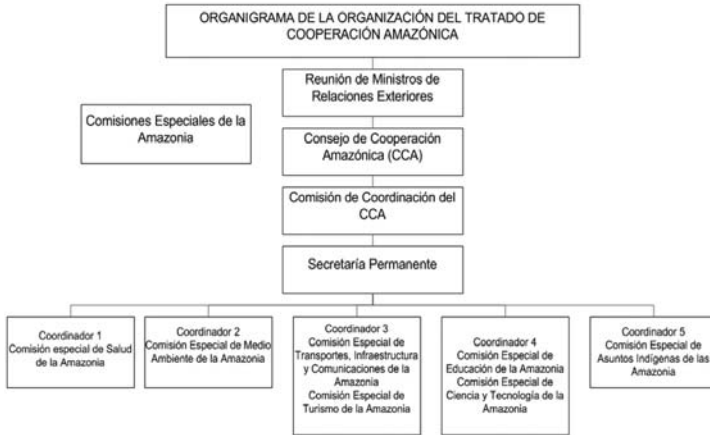 ORGANIGRAMA DE LA ORGANIZACIÓN DEL TRATADO DE
COOPERACIÓN AMAZÓNICA
Reunión de Ministros de
Relaciones Exteriores
Comisiones Especiales de la
Amazonia
Consejo de Cooperación
Amazónica (CCA)
Comisión de Coordinación del
CCA
Secretaría Permanente
Coordinador 1
Comisión especial de Salud
de la Amazonia
Coordinador 2
Comisión Especial de Medio
Ambiente de la Amazonia
Coordinador 3
Comisión Especial de
Transportes, Infraestructura
y Comunicaciones de la
Amazonia
Comisión Especial de
Turismo de la Amazonia
Coordinador 4
Comisión Especial de
Educación de la Amazonia
Comisión Especial de
Ciencia y Tecnología de la
Amazonia
Coordinador 5
Comisión Especial de
Asuntos Indígenas de las
Amazonia